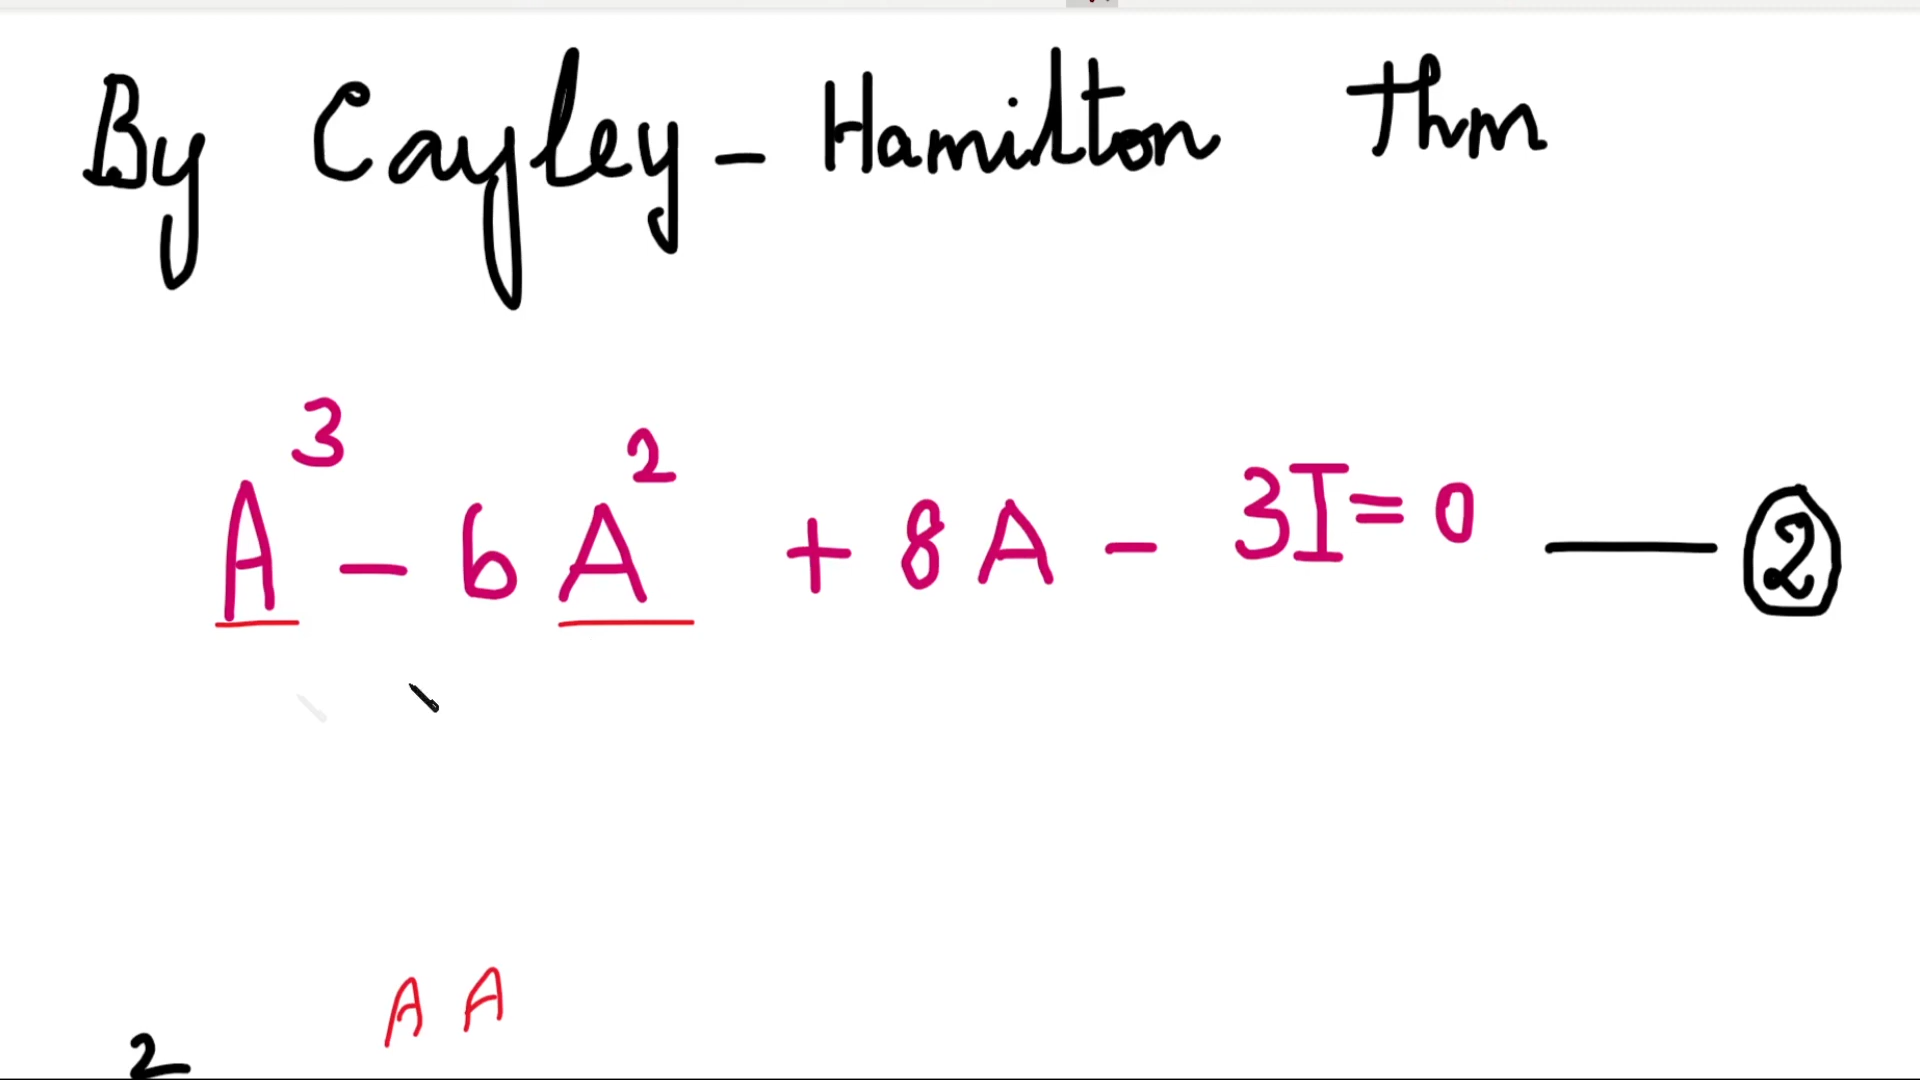 By Cayley - Hamilton Thm
A³ - 6A² + 8A - 3I = 0 — ②
A A
2